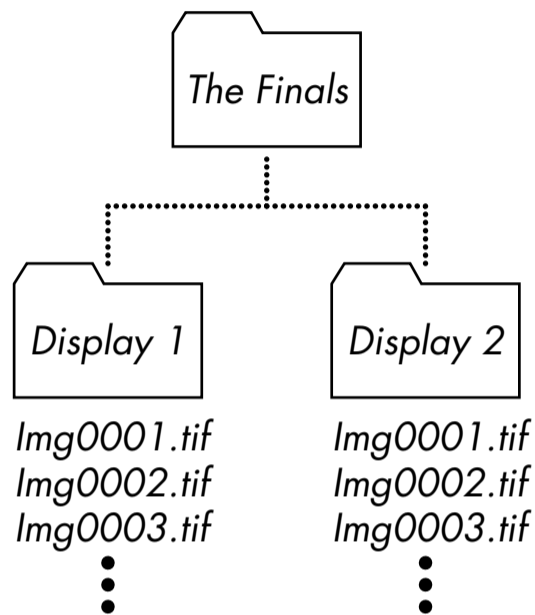 The Finals
Display 1
Display 2
Img0001.tif
Img0002.tif
Img0003.tif
Img0001.tif
Img0002.tif
Img0003.tif